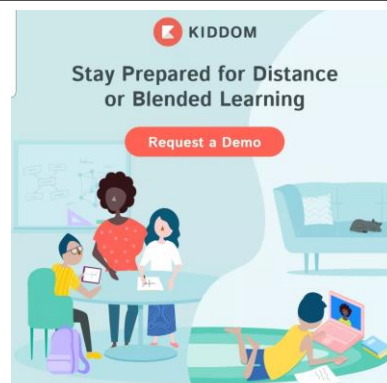 KIDDOM
Stay Prepared for Distance
or Blended Learning
Request a Demo